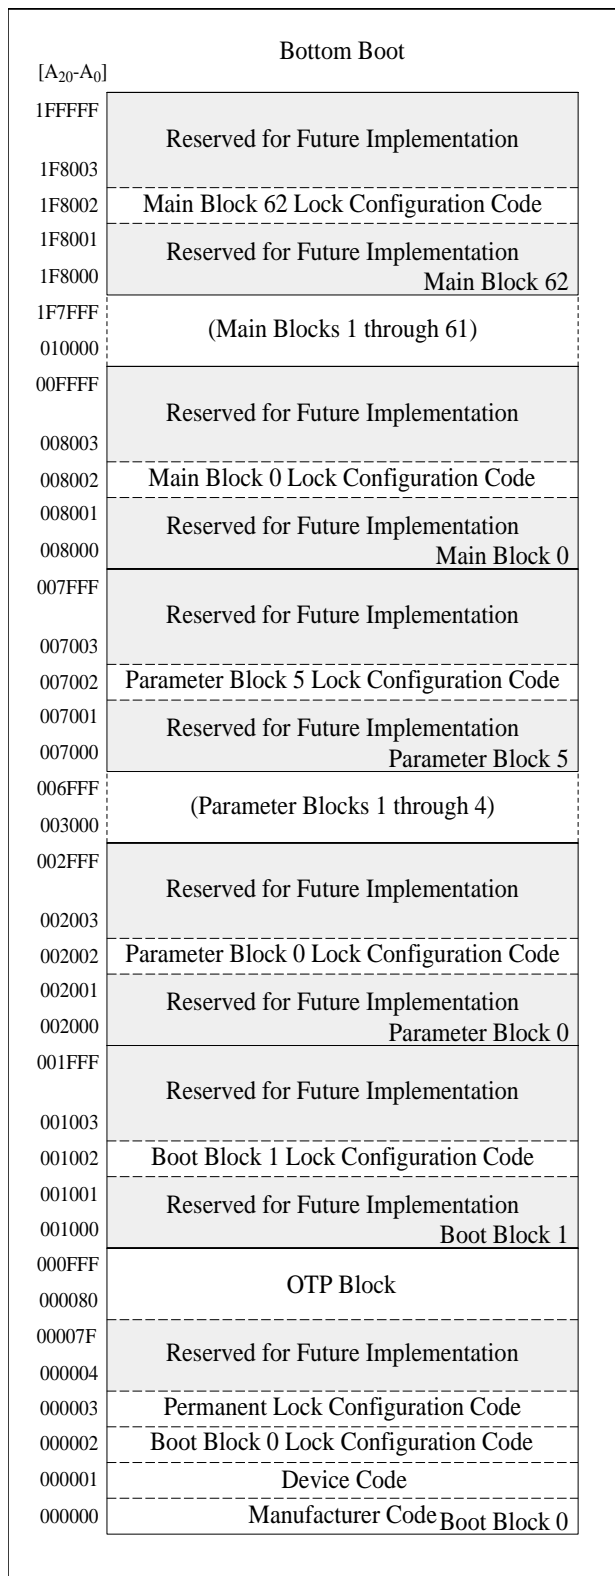 Bottom Boot
[A20-A0]
1FFFFF
Reserved for Future Implementation
1F8003
1F8002 Main Block 62 Lock Configuration Code
1F8001
Reserved for Future Implementation
1F8000 Main Block 62
1F7FFF
(Main Blocks 1 through 61)
010000
00FFFF
Reserved for Future Implementation
008003
008002 Main Block 0 Lock Configuration Code
008001
Reserved for Future Implementation
008000 Main Block 0
007FFF
Reserved for Future Implementation
007003
007002 Parameter Block 5 Lock Configuration Code
007001
Reserved for Future Implementation
007000 Parameter Block 5
006FFF
(Parameter Blocks 1 through 4)
003000
002FFF
Reserved for Future Implementation
002003
002002 Parameter Block 0 Lock Configuration Code
002001
Reserved for Future Implementation
002000 Parameter Block 0
001FFF
Reserved for Future Implementation
001003
001002 Boot Block 1 Lock Configuration Code
001001
Reserved for Future Implementation
001000 Boot Block 1
000FFF
OTP Block
000080
00007F
Reserved for Future Implementation
000004
000003 Permanent Lock Configuration Code
000002 Boot Block 0 Lock Configuration Code
000001 Device Code
000000 Manufacturer Code Boot Block 0